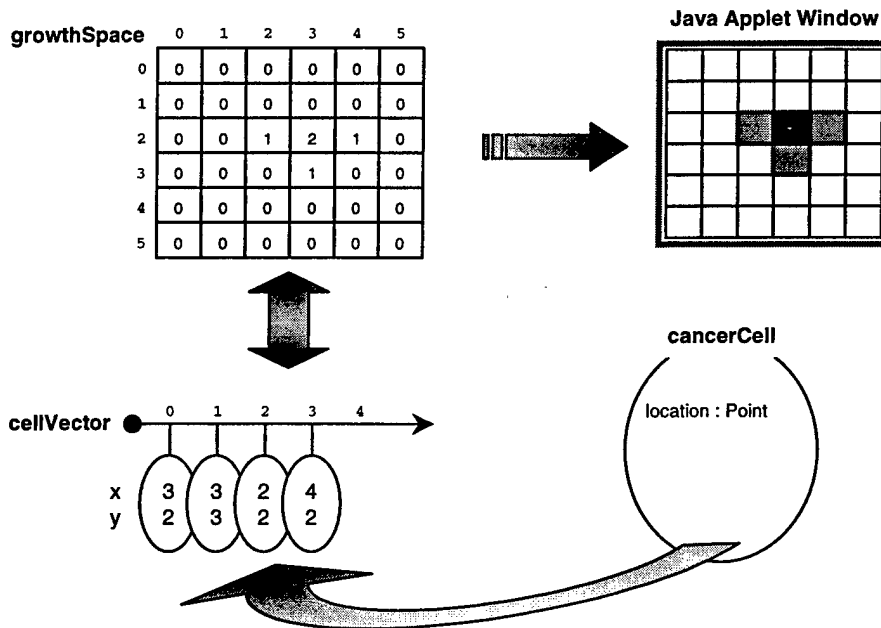 Java Applet Window
growthSpace 0 1 2 3 4 5
0 0 0 0 0 0 0
1 0 0 0 0 0 0
2 0 0 1 2 1 0
3 0 0 0 1 0 0
4 0 0 0 0 0 0
5 0 0 0 0 0 0
cancerCell
location : Point
0 1 2 3 4
cellVector
x 3 3 2 4
y 2 3 2 2